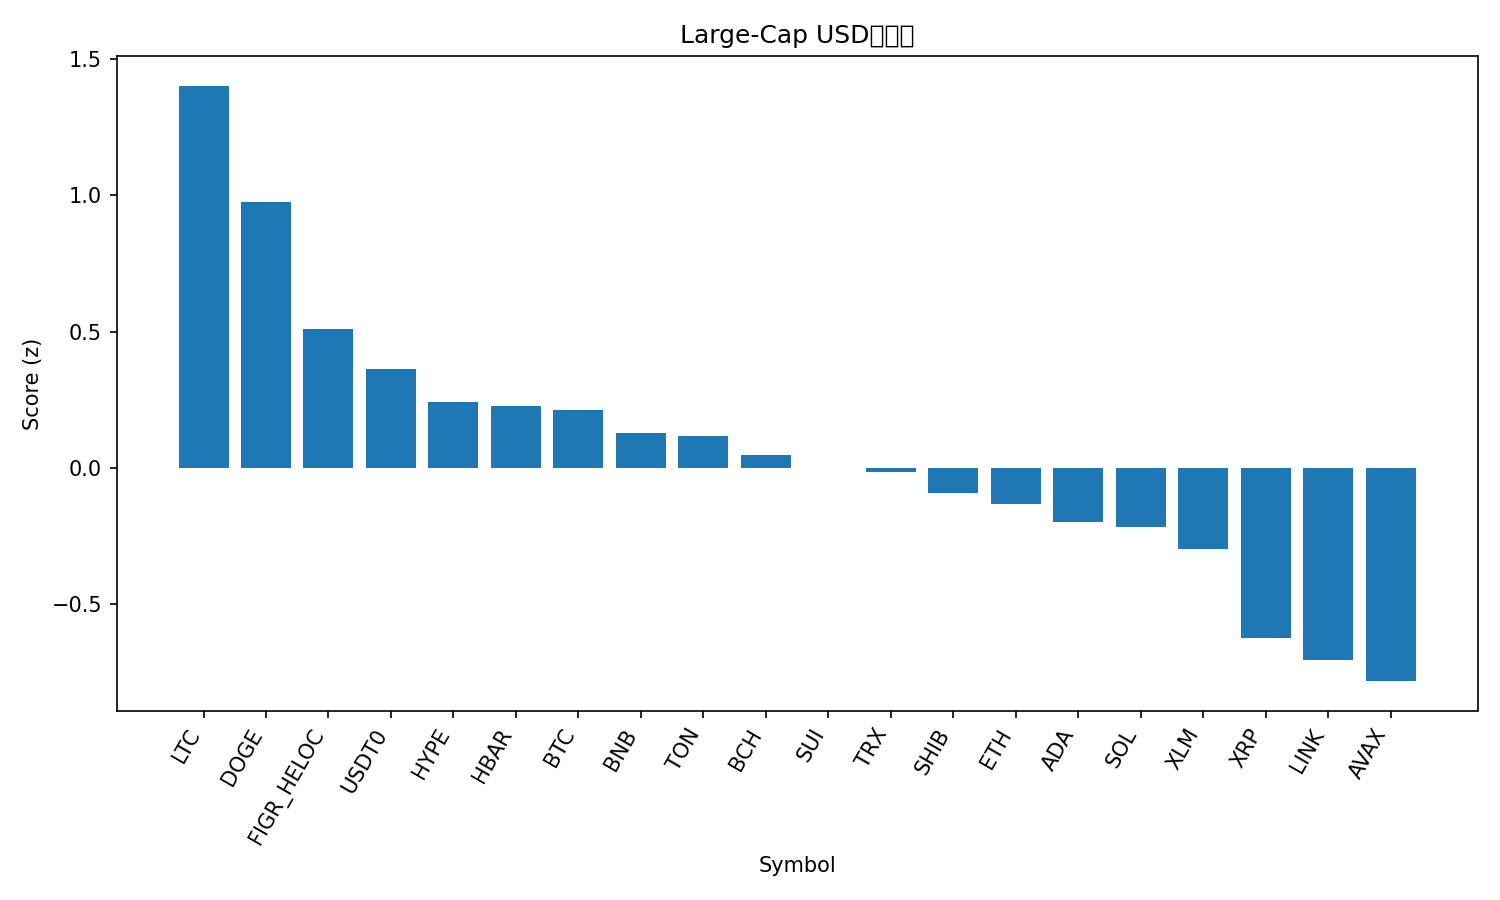 Large-Cap USD
1.5
1.0
0.5
0.0
−0.5
Score (z)
LTC
DOGE
FIGR_HELOC
USDT0
HYPE
HBAR
BTC
BNB
TON
BCH
SUI
TRX
SHIB
ETH
ADA
SOL
XLM
XRP
LINK
AVAX
Symbol